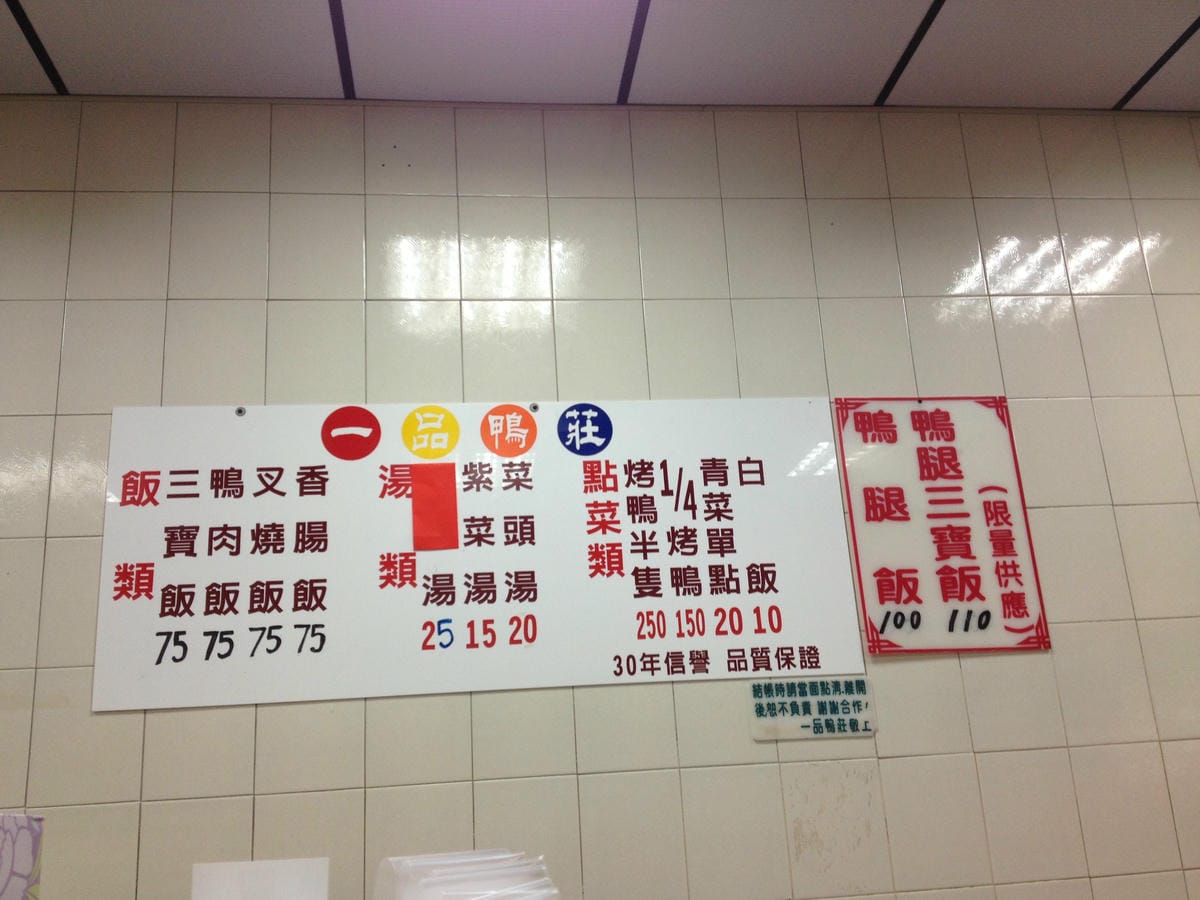 一品鴨莊
飯類
三寶飯 75
鴨肉飯 75
叉燒飯 75
香腸飯 75
湯類
湯 25
紫菜湯 15
菜頭湯 20
點菜類
烤鴨半隻 250
1/4烤鴨 150
青菜單點 20
白飯 10
30年信譽 品質保證
鴨腿飯 100
鴨腿三寶飯 110
(限量供應)
結帳時請當面點清.離開
後恕不負責 謝謝合作!
一品鴨莊敬上